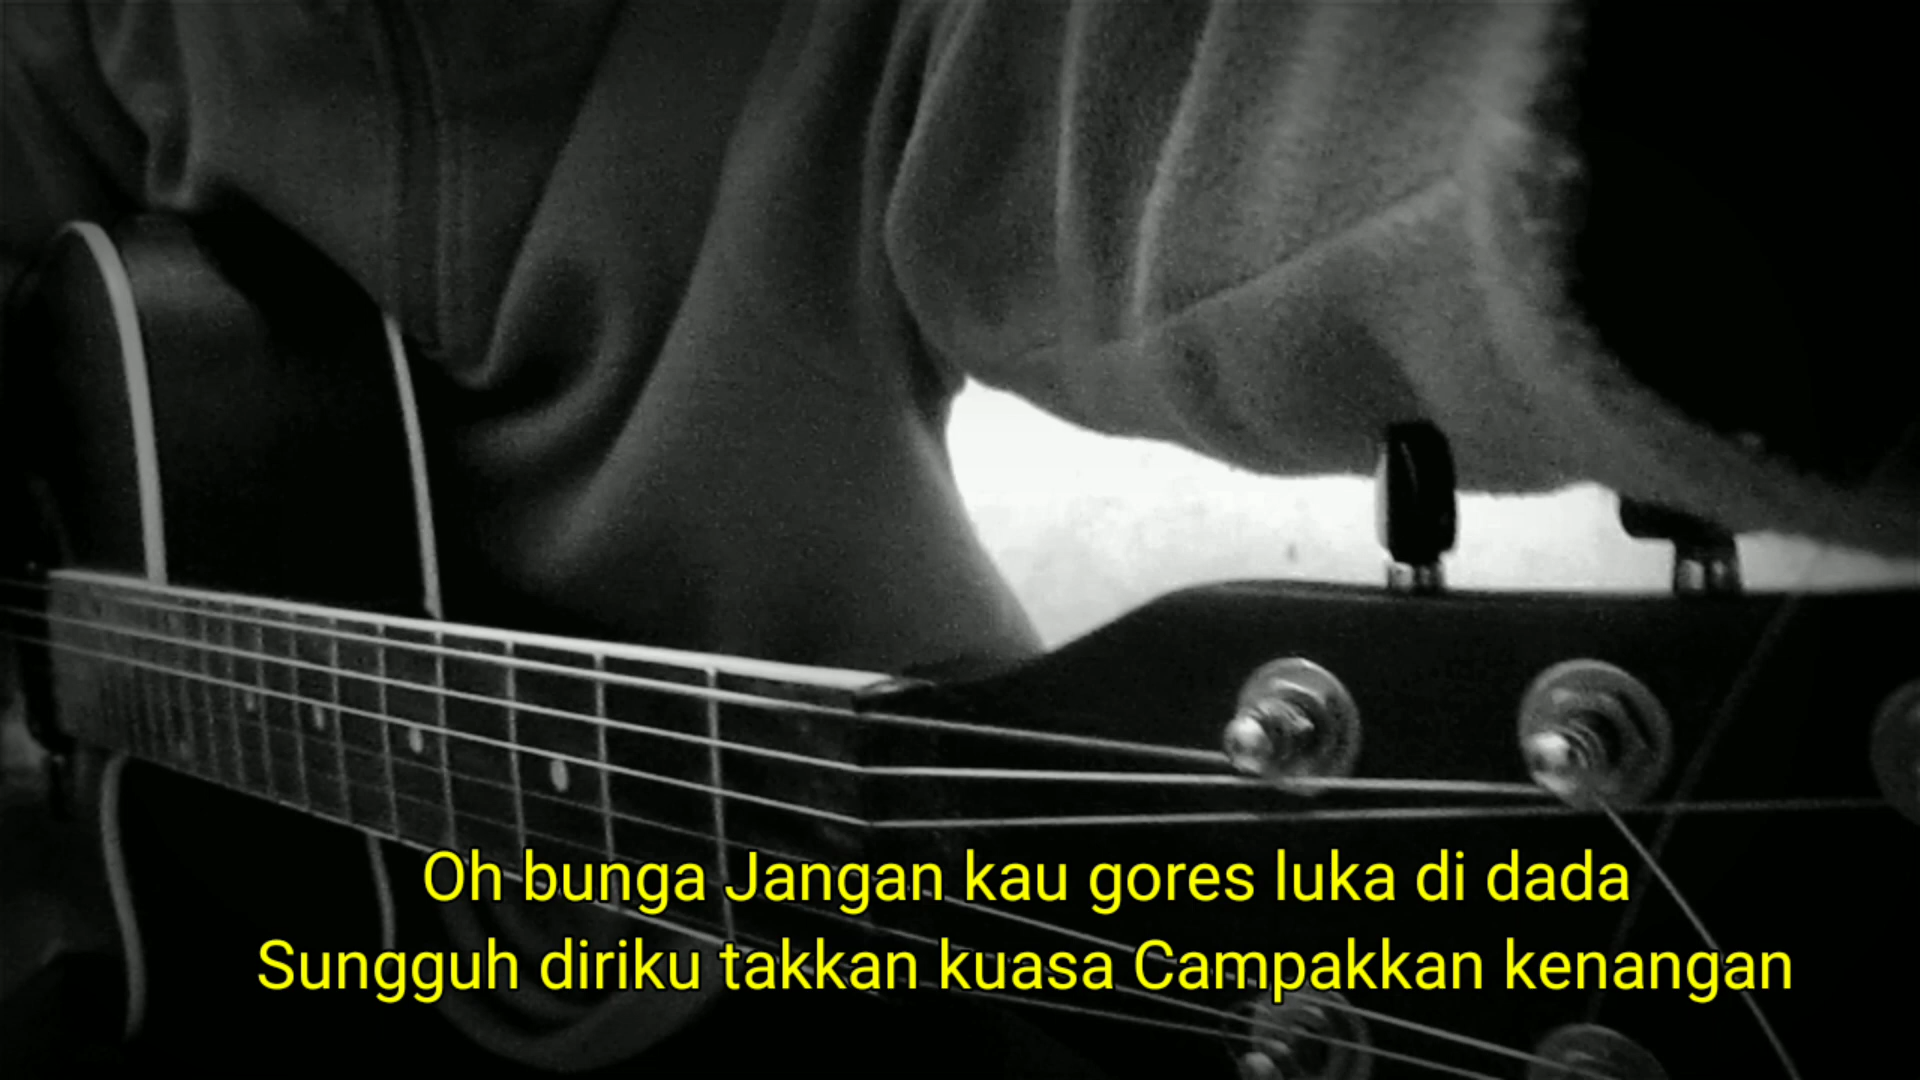 Oh bunga Jangan kau gores luka di dada
Sungguh diriku takkan kuasa Campakkan kenangan